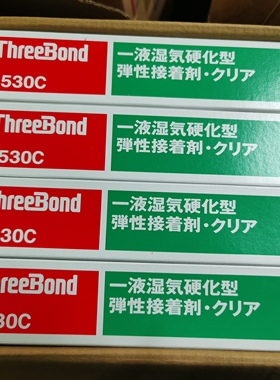 ThreeBond
530C
一液湿気硬化型
弾性接着剤・クリア
ThreeBond
530C
一液湿気硬化型
弾性接着剤・クリア
hreeBond
30C
一液湿気硬化型
弾性接着剤・クリア
reeBond
30C
一液湿気硬化型
弾性接着剤・クリア